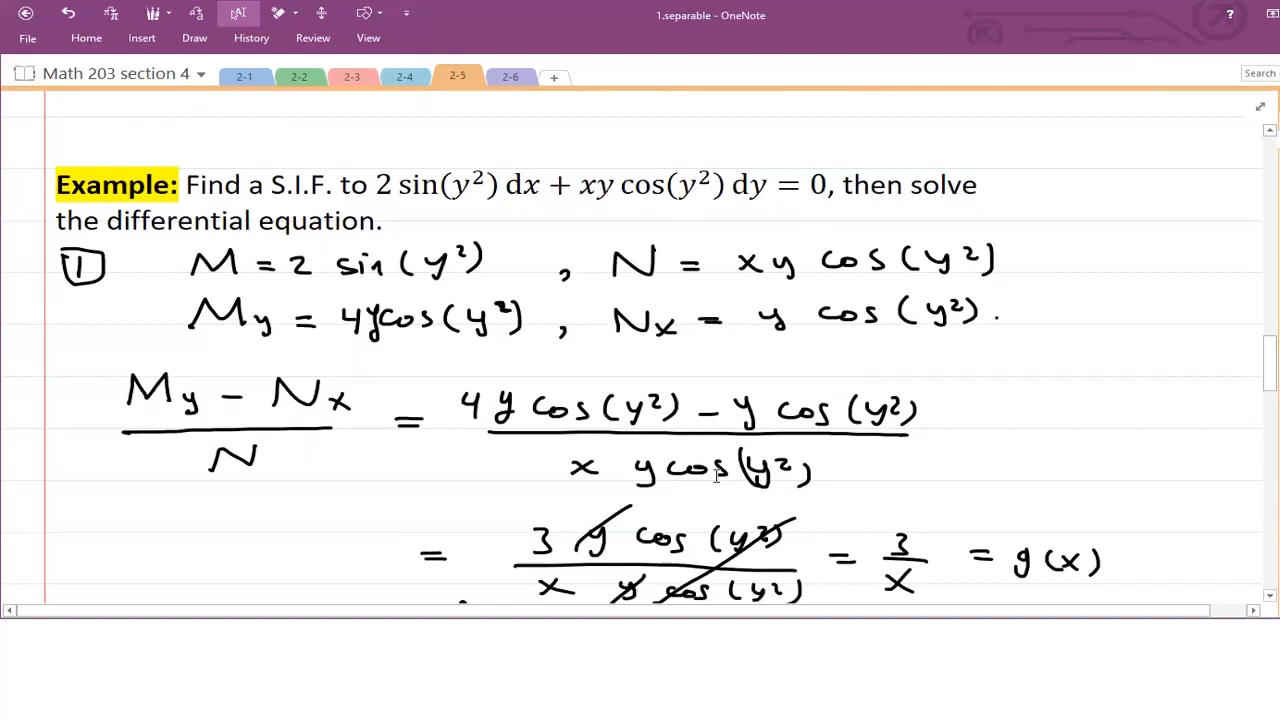 1.separable - OneNote
?
File Home Insert Draw History Review View
Math 203 section 4
2-1 2-2 2-3 2-4 2-5 2-6 +
Search
Example: Find a S.I.F. to 2 sin(y²) dx + xy cos(y²) dy = 0, then solve
the differential equation.
① M = 2 sin(y²) , N = xy cos(y²)
My = 4y cos(y²) , Nx = y cos(y²).
(My - Nx)/N = (4y cos(y²) - y cos(y²))/(x y cos(y²))
= (3 y cos(y²))/(x y cos(y²)) = 3/x = g(x)